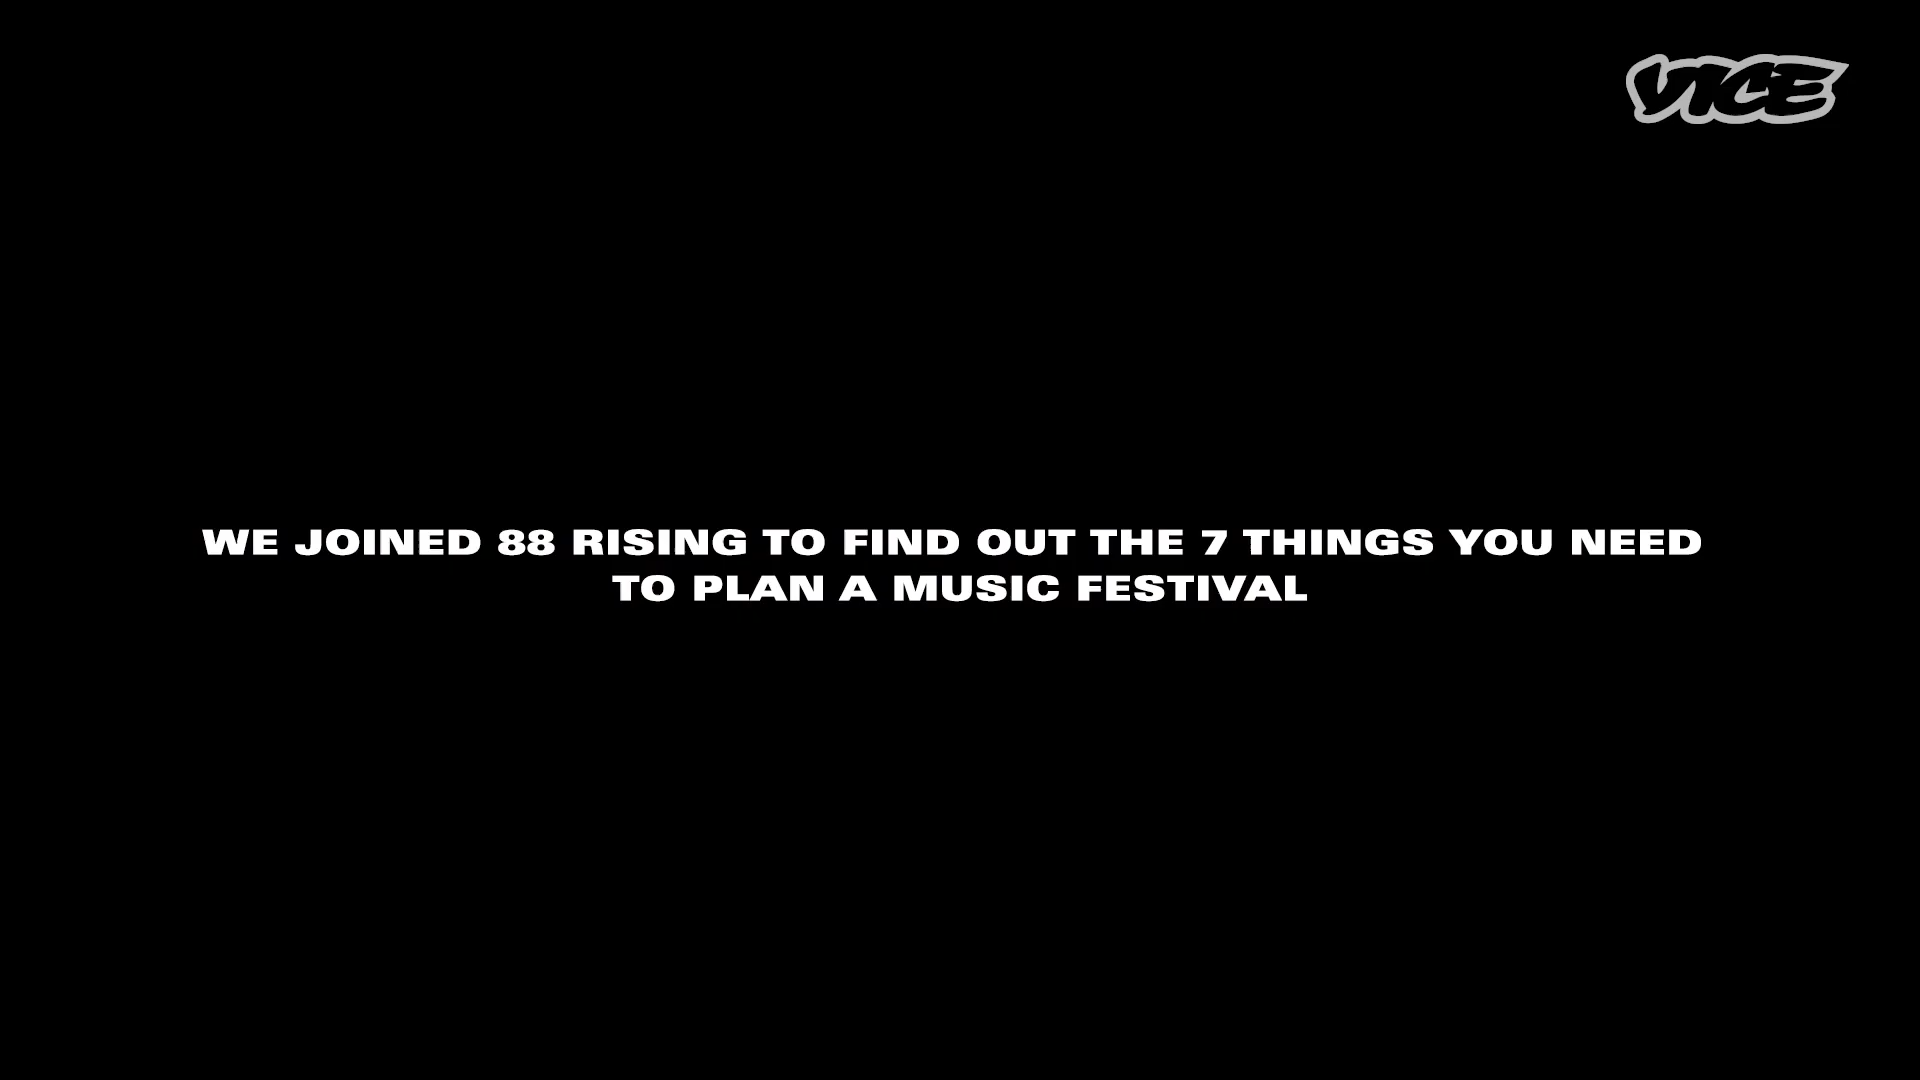 VICE
WE JOINED 88 RISING TO FIND OUT THE 7 THINGS YOU NEED
TO PLAN A MUSIC FESTIVAL